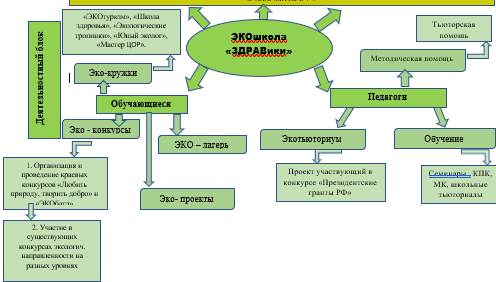 «ЭКОтуризм», «Школа
здоровья», «Экологические
тропинки», «Юный эколог»,
«Мастер ЦОР».
ЭКОшкола
«ЗДРАВики»
Тьюторская
помощь
Деятельностный блок
Эко-кружки
Методическая помощь
Обучающиеся
Педагоги
Эко - конкурсы
ЭКО – лагерь
Экотьюториум
Обучение
1. Организация и
проведение краевых
конкурсов «Любить
природу, творить добро» и
Проект участвующий в
конкурсе «Президентские
гранты РФ»
Семинары, КПК,
МК, школьные
тьюториалы
Эко- проекты
2. Участие в
существующих
конкурсах экологич.
направленности на
разных уровнях